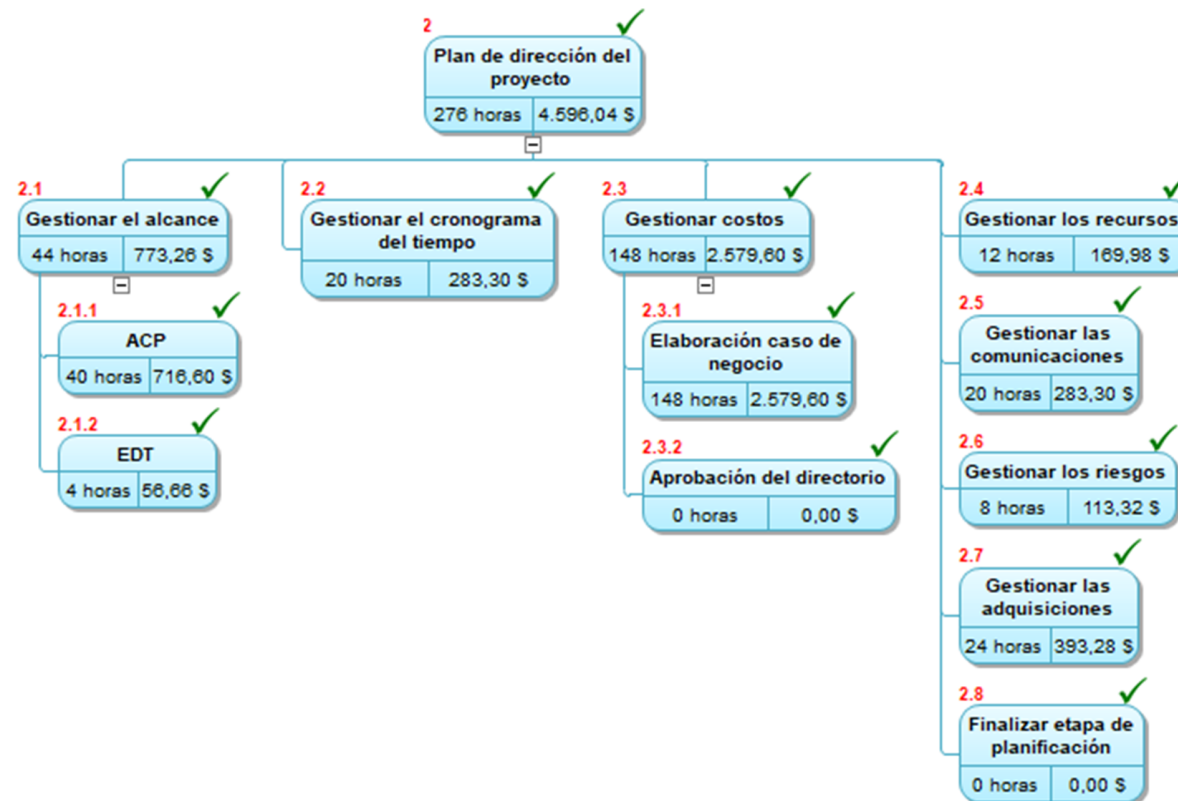 2
Plan de dirección del
proyecto
276 horas 4.596,04 $
2.1
Gestionar el alcance
44 horas 773,26 $
2.1.1
ACP
40 horas 716,60 $
2.1.2
EDT
4 horas 56,66 $
2.2
Gestionar el cronograma
del tiempo
20 horas 283,30 $
2.3
Gestionar costos
148 horas 2.579,60 $
2.3.1
Elaboración caso de
negocio
148 horas 2.579,60 $
2.3.2
Aprobación del directorio
0 horas 0,00 $
2.4
Gestionar los recursos
12 horas 169,98 $
2.5
Gestionar las
comunicaciones
20 horas 283,30 $
2.6
Gestionar los riesgos
8 horas 113,32 $
2.7
Gestionar las
adquisiciones
24 horas 393,28 $
2.8
Finalizar etapa de
planificación
0 horas 0,00 $